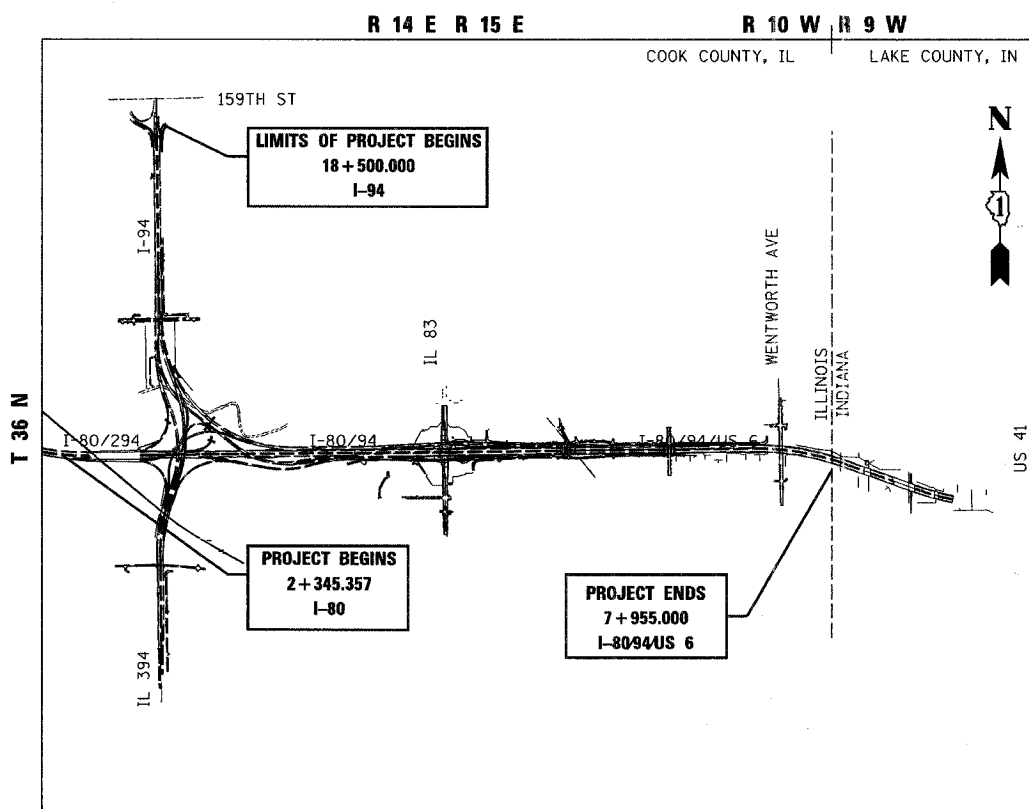 R 14 E R 15 E R 10 W R 9 W
COOK COUNTY, IL LAKE COUNTY, IN
159TH ST
LIMITS OF PROJECT BEGINS
18+500.000
I-94
N
1
I-94
WENTWORTH AVE
IL 83
ILLINOIS
INDIANA
T 36 N
I-80/294
I-80/94
I-80/94/US 6
US 41
PROJECT BEGINS
2+345.357
I-80
PROJECT ENDS
7+955.000
I-80/94/US 6
IL 394